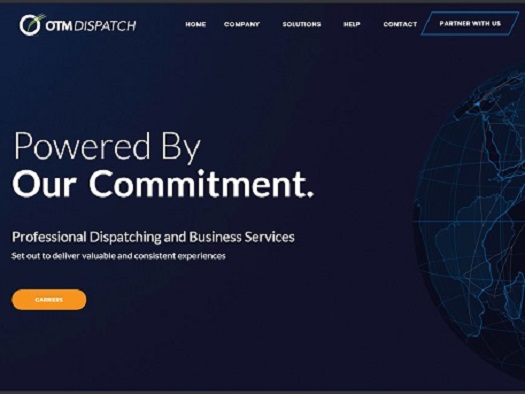 OTM DISPATCH
HOME COMPANY SOLUTIONS HELP CONTACT PARTNER WITH US
Powered By
Our Commitment.
Professional Dispatching and Business Services
Set out to deliver valuable and consistent experiences
CAREERS